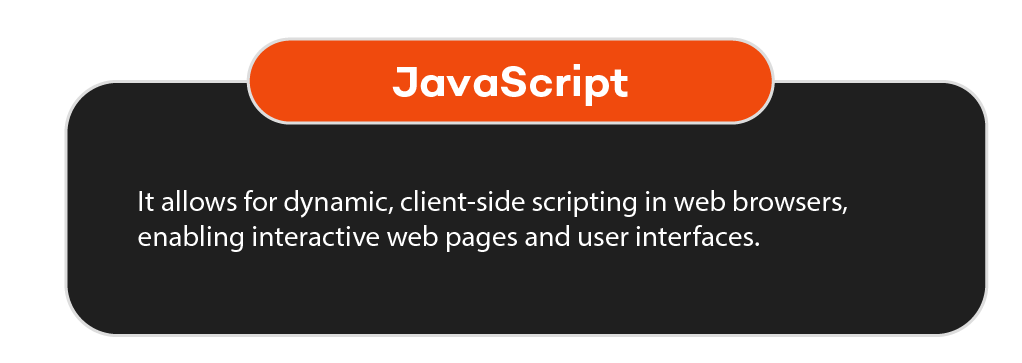 JavaScript
It allows for dynamic, client-side scripting in web browsers,
enabling interactive web pages and user interfaces.